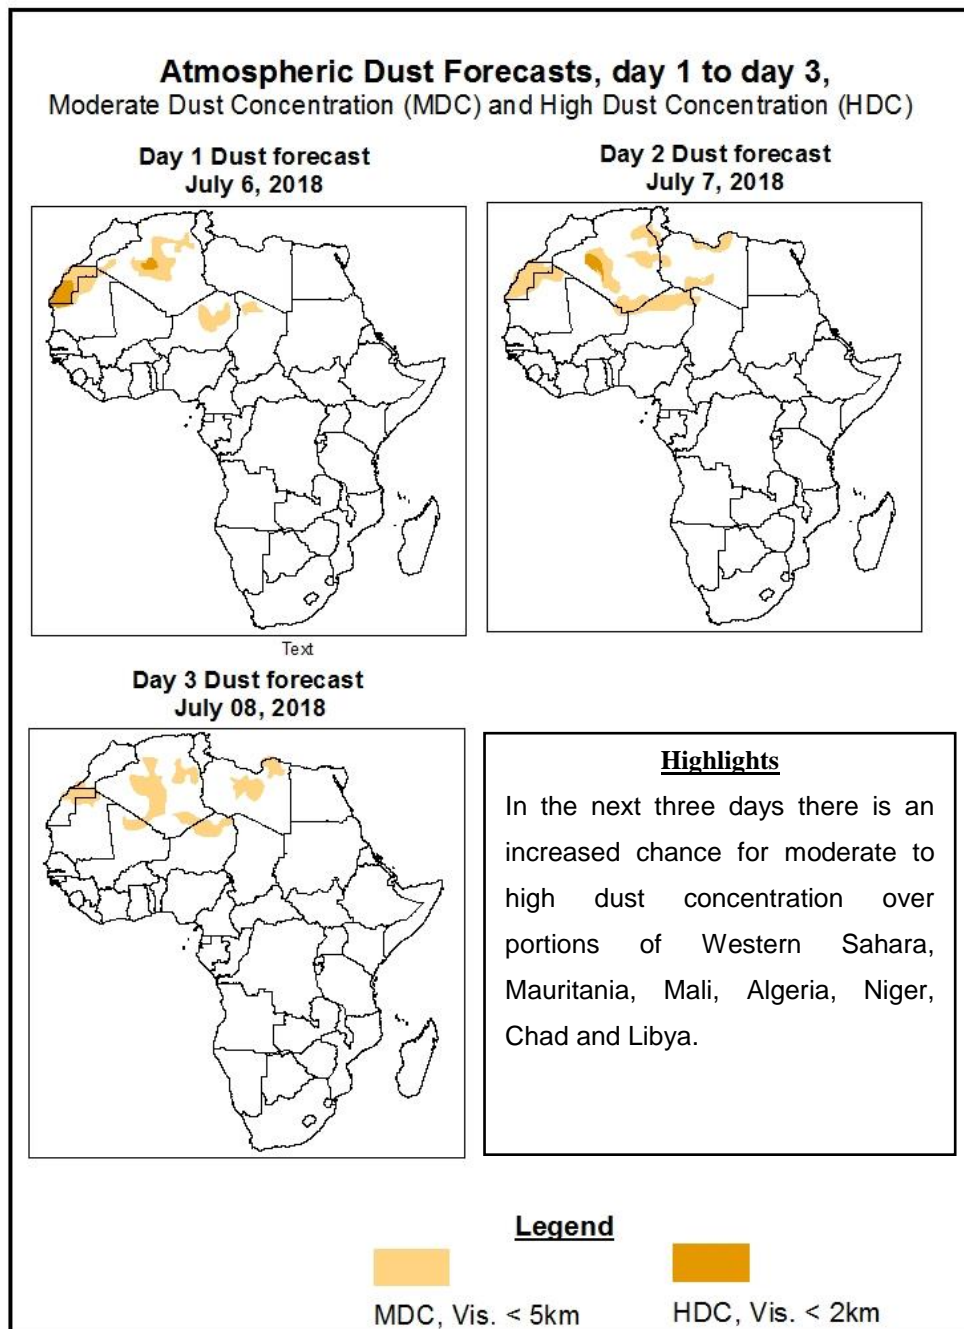 Atmospheric Dust Forecasts, day 1 to day 3,
Moderate Dust Concentration (MDC) and High Dust Concentration (HDC)
Day 1 Dust forecast
July 6, 2018
Day 2 Dust forecast
July 7, 2018
Text
Day 3 Dust forecast
July 08, 2018
Highlights
In the next three days there is an
increased chance for moderate to
high dust concentration over
portions of Western Sahara,
Mauritania, Mali, Algeria, Niger,
Chad and Libya.
Legend
MDC, Vis. < 5km
HDC, Vis. < 2km